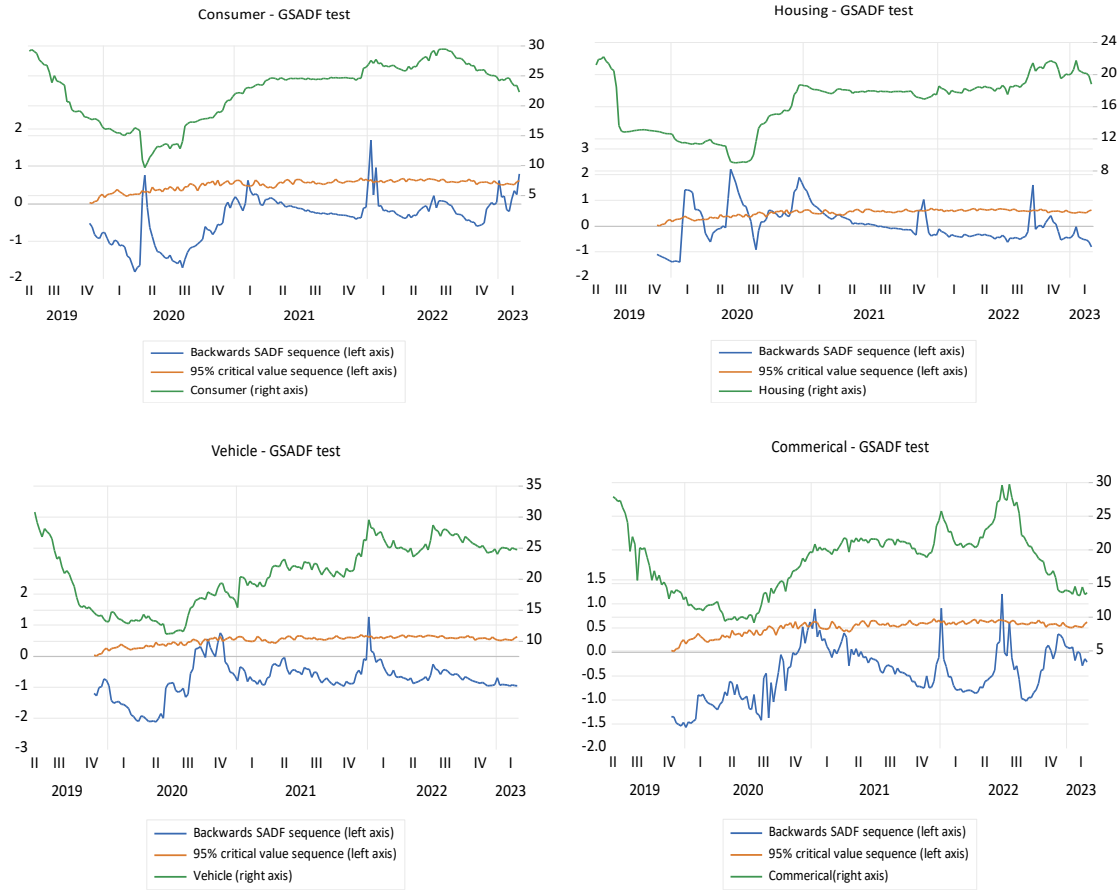 Consumer - GSADF test
30
25
20
2
15
1
10
0
5
-1
-2
II III IV I II III IV I II III IV I II III IV I
2019 2020 2021 2022 2023
Backwards SADF sequence (left axis)
95% critical value sequence (left axis)
Consumer (right axis)
Housing - GSADF test
24
20
16
3
12
2
8
1
0
-1
-2
II III IV I II III IV I II III IV I II III IV I
2019 2020 2021 2022 2023
Backwards SADF sequence (left axis)
95% critical value sequence (left axis)
Housing (right axis)
Vehicle - GSADF test
35
30
25
20
2
15
1
10
0
-1
-2
-3
II III IV I II III IV I II III IV I II III IV I
2019 2020 2021 2022 2023
Backwards SADF sequence (left axis)
95% critical value sequence (left axis)
Vehicle (right axis)
Commerical - GSADF test
30
25
20
1.5
15
1.0
10
0.5
0.0
5
-0.5
-1.0
-1.5
-2.0
II III IV I II III IV I II III IV I II III IV I
2019 2020 2021 2022 2023
Backwards SADF sequence (left axis)
95% critical value sequence (left axis)
Commerical(right axis)